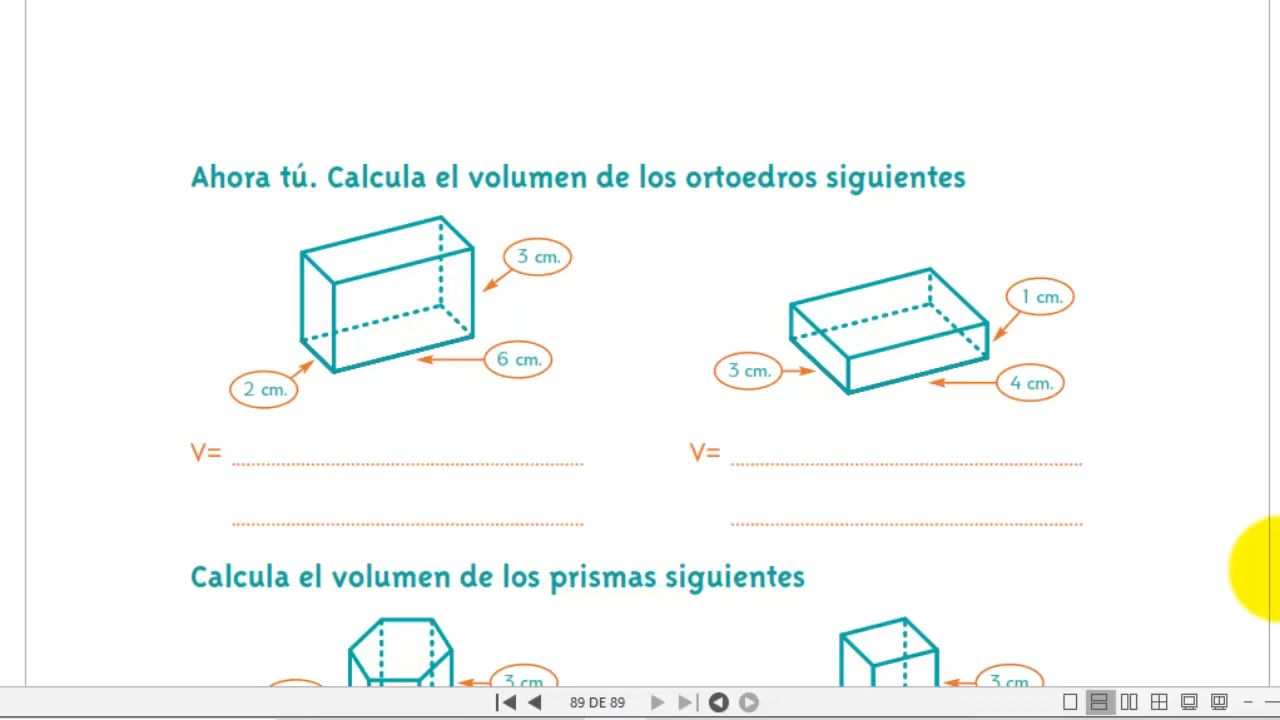 Ahora tú. Calcula el volumen de los ortoedros siguientes
3 cm.
1 cm.
6 cm.
3 cm.
4 cm.
2 cm.
V=
V=
Calcula el volumen de los prismas siguientes
3 cm
3 cm
89 DE 89